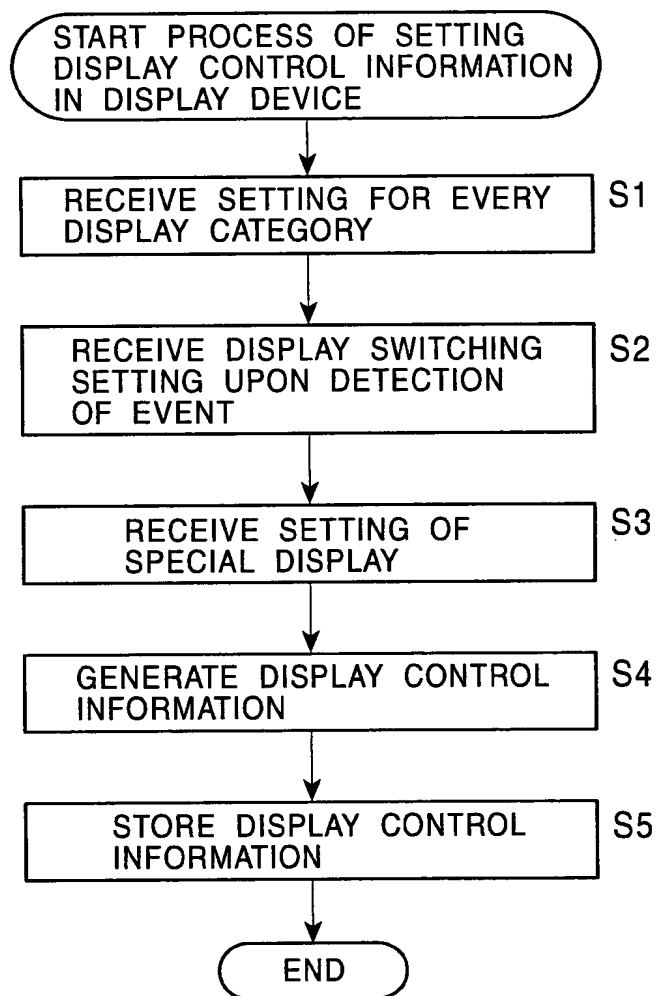 START PROCESS OF SETTING
DISPLAY CONTROL INFORMATION
IN DISPLAY DEVICE
RECEIVE SETTING FOR EVERY
DISPLAY CATEGORY
S1
RECEIVE DISPLAY SWITCHING
SETTING UPON DETECTION
OF EVENT
S2
RECEIVE SETTING OF
SPECIAL DISPLAY
S3
GENERATE DISPLAY CONTROL
INFORMATION
S4
STORE DISPLAY CONTROL
INFORMATION
S5
END